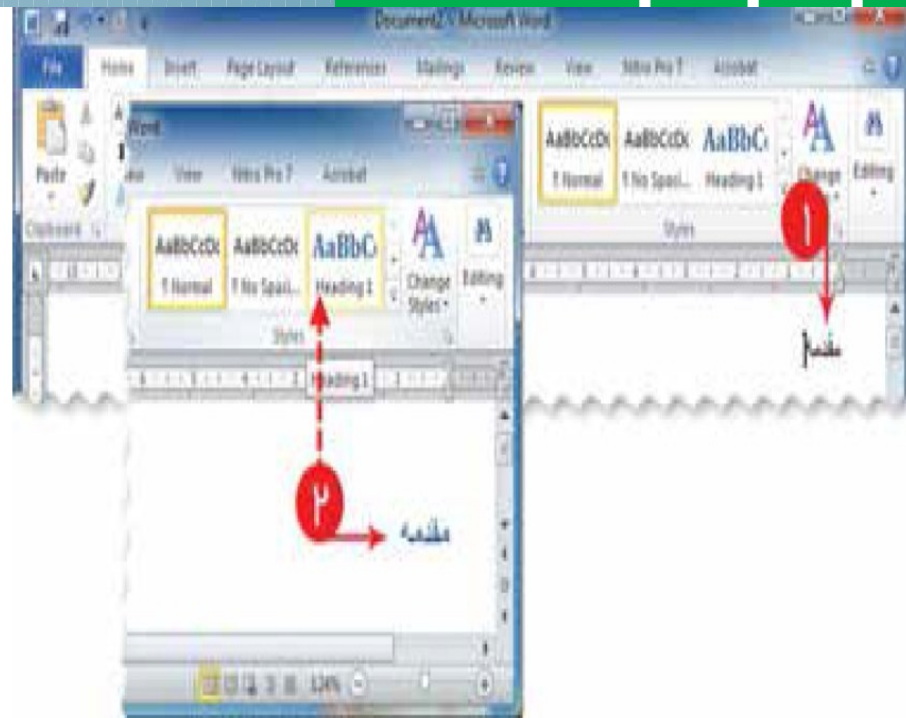 Document2 - Microsoft Word
File Home Insert Page Layout References Mailings Review View Nitro Pro 7 Acrobat
Paste
Clipboard
AaBbCcDc AaBbCcDc AaBbC
¶ Normal ¶ No Spaci... Heading 1 Change Editing
Styles
۱
مقدمه
Word
View Nitro Pro 7 Acrobat
AaBbCcDc AaBbCcDc AaBbC
¶ Normal ¶ No Spaci... Heading 1 Change Styles Editing
Styles
Heading 1
۲
مقدمه
124%